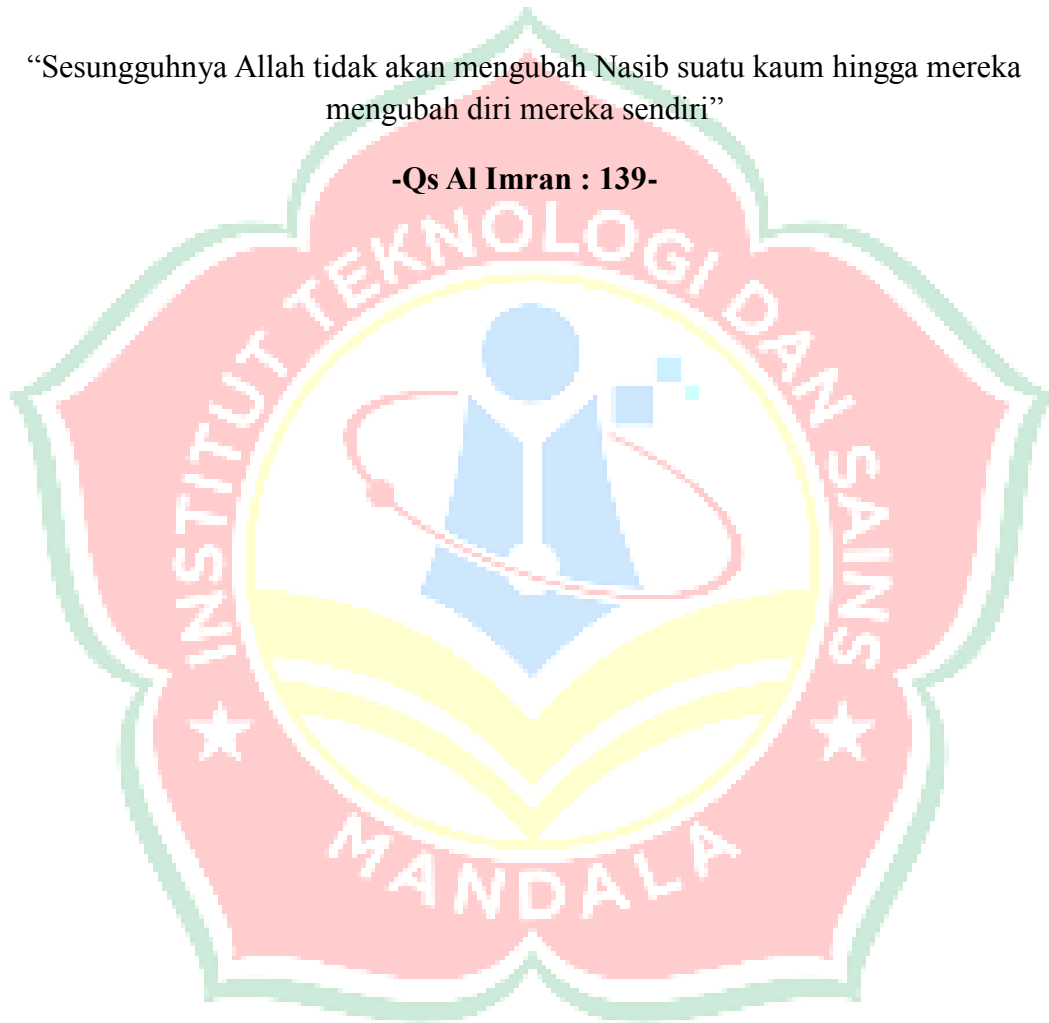 “Sesungguhnya Allah tidak akan mengubah Nasib suatu kaum hingga mereka
mengubah diri mereka sendiri”
-Qs Al Imran : 139-
INSTITUT TEKNOLOGI DAN SAINS
MANDALA